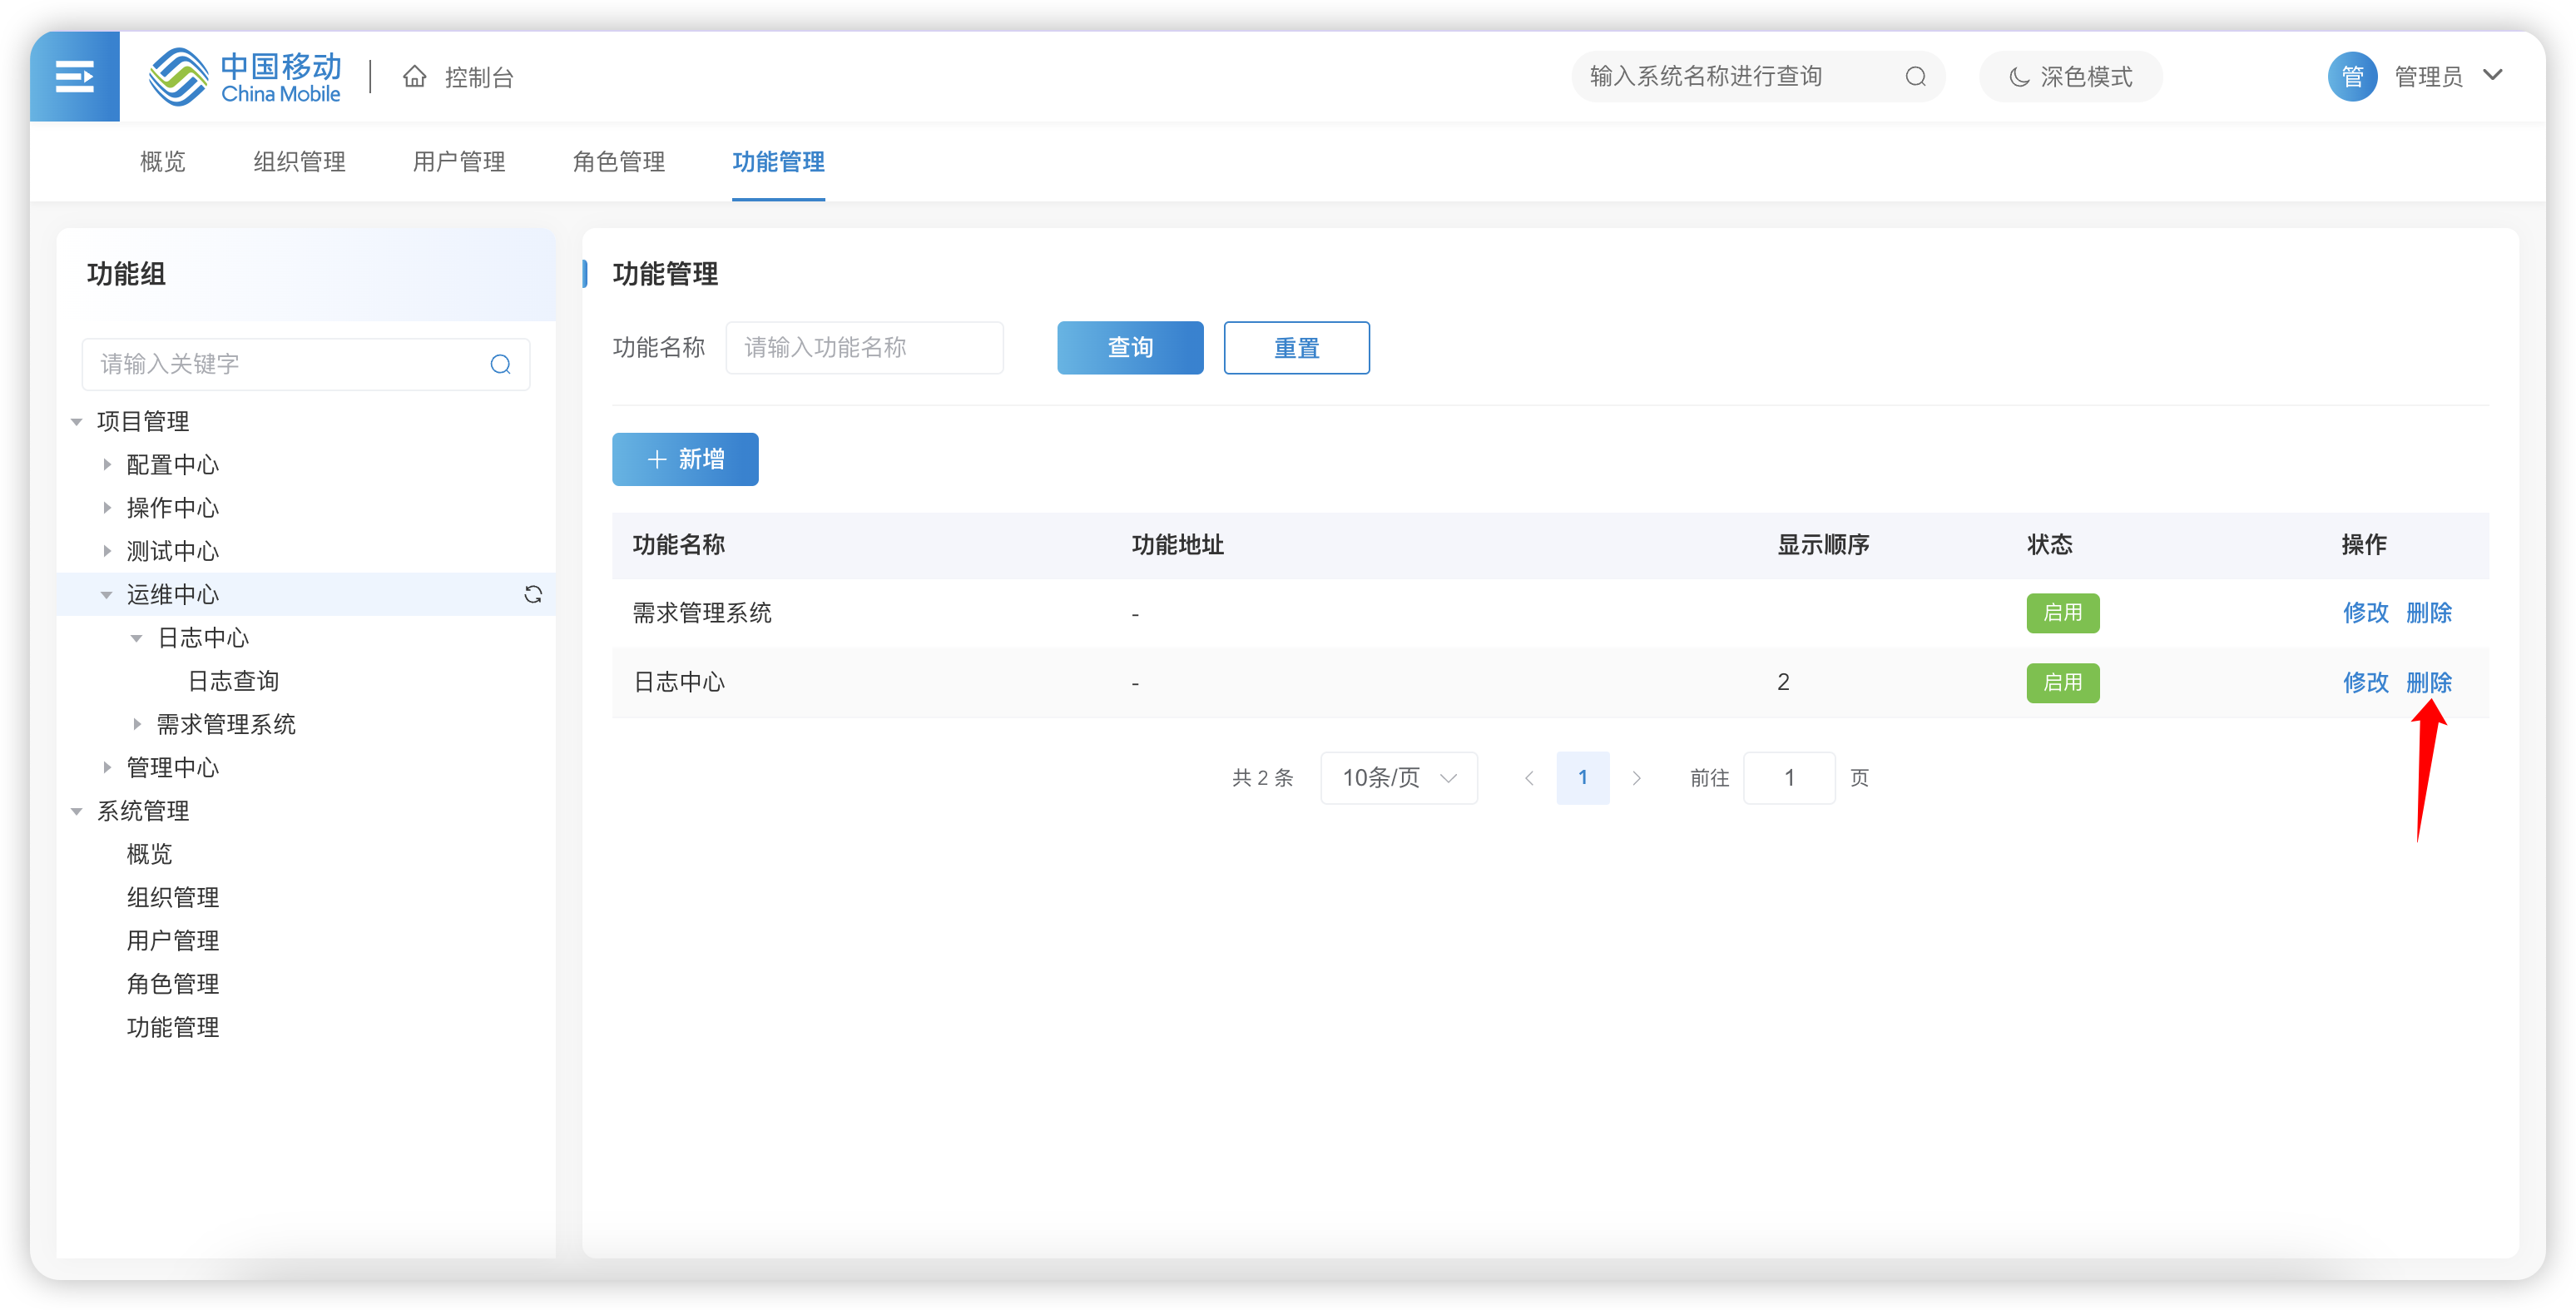 中国移动
China Mobile
控制台
输入系统名称进行查询
深色模式
管
管理员
概览
组织管理
用户管理
角色管理
功能管理
功能组
请输入关键字
项目管理
配置中心
操作中心
测试中心
运维中心
日志中心
日志查询
需求管理系统
管理中心
系统管理
概览
组织管理
用户管理
角色管理
功能管理
功能管理
功能名称 请输入功能名称 查询 重置
新增
功能名称 功能地址 显示顺序 状态 操作
需求管理系统 - 启用 修改 删除
日志中心 - 2 启用 修改 删除
共 2 条 10条/页 1 前往 1 页